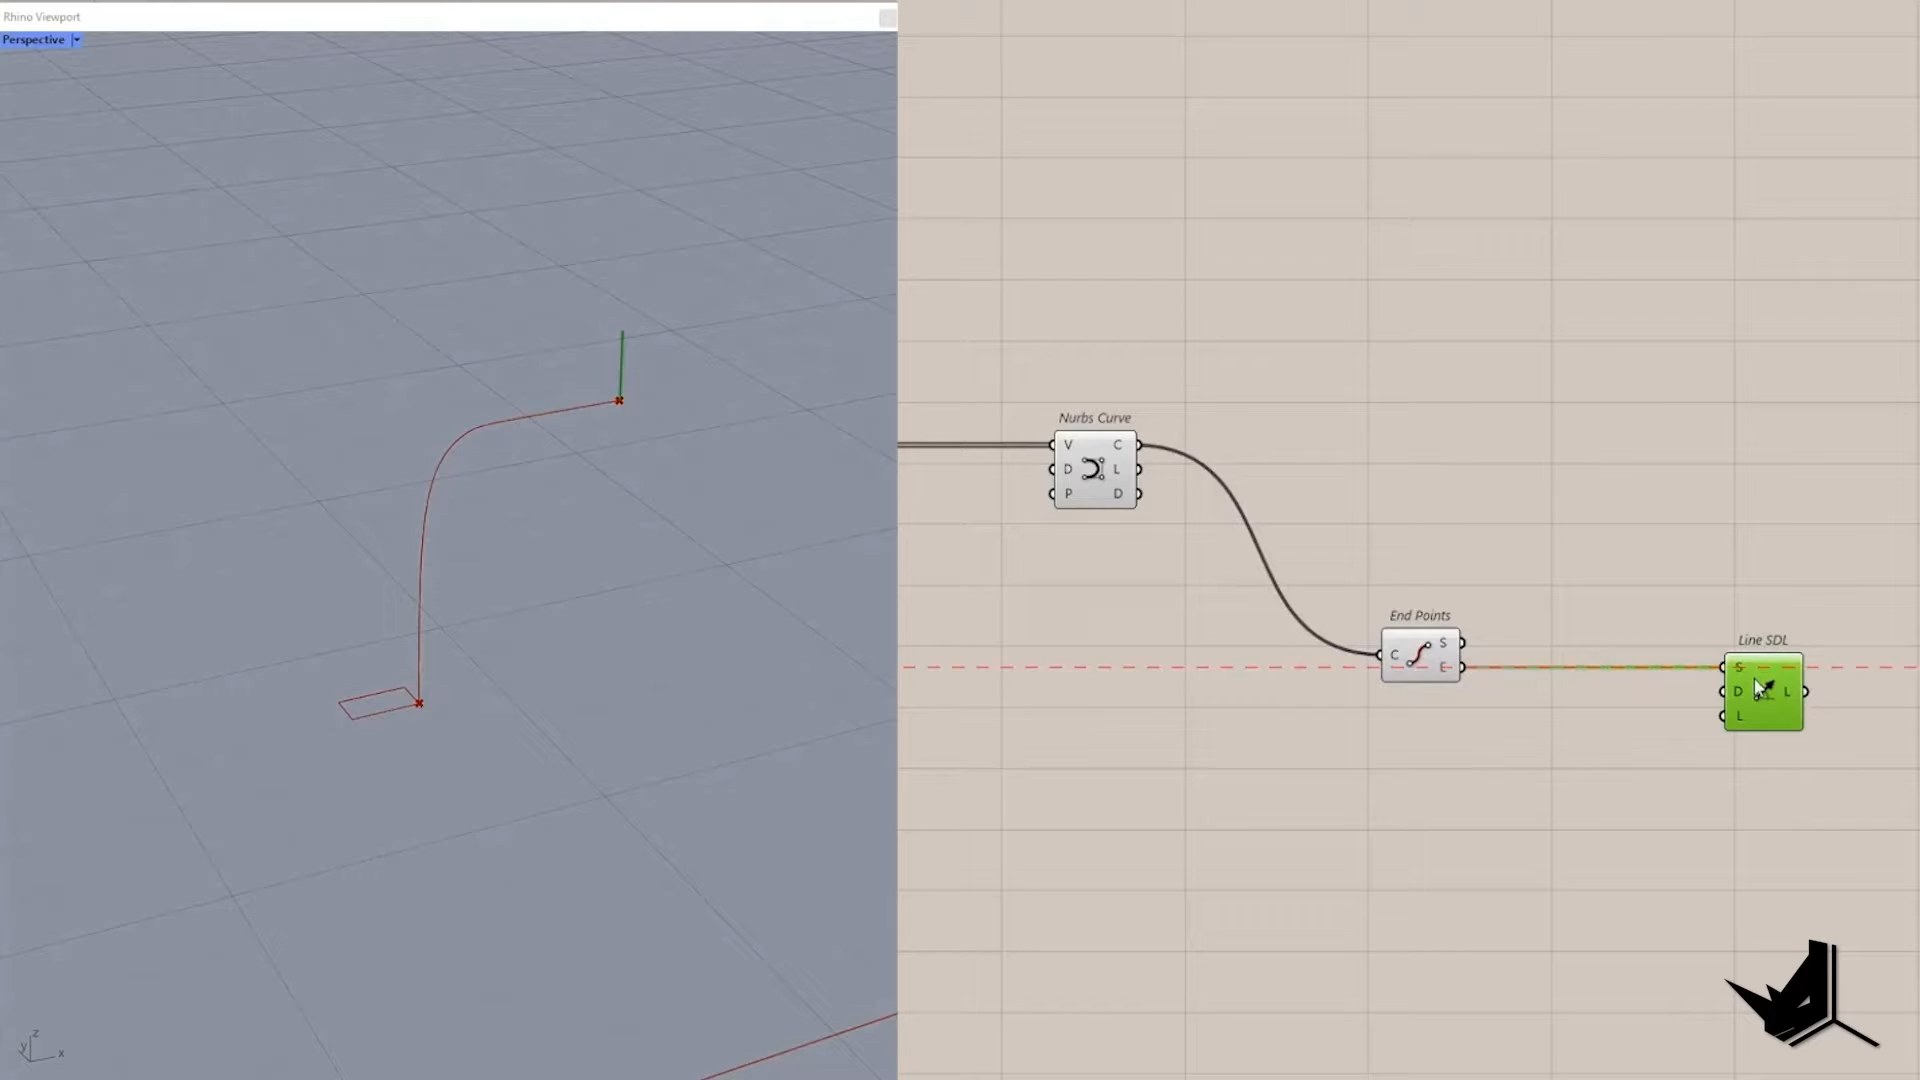 Rhino Viewport
Perspective
z
y
x
Nurbs Curve
V C
D L
P D
End Points
C S
E
Line SDL
S
D L
L